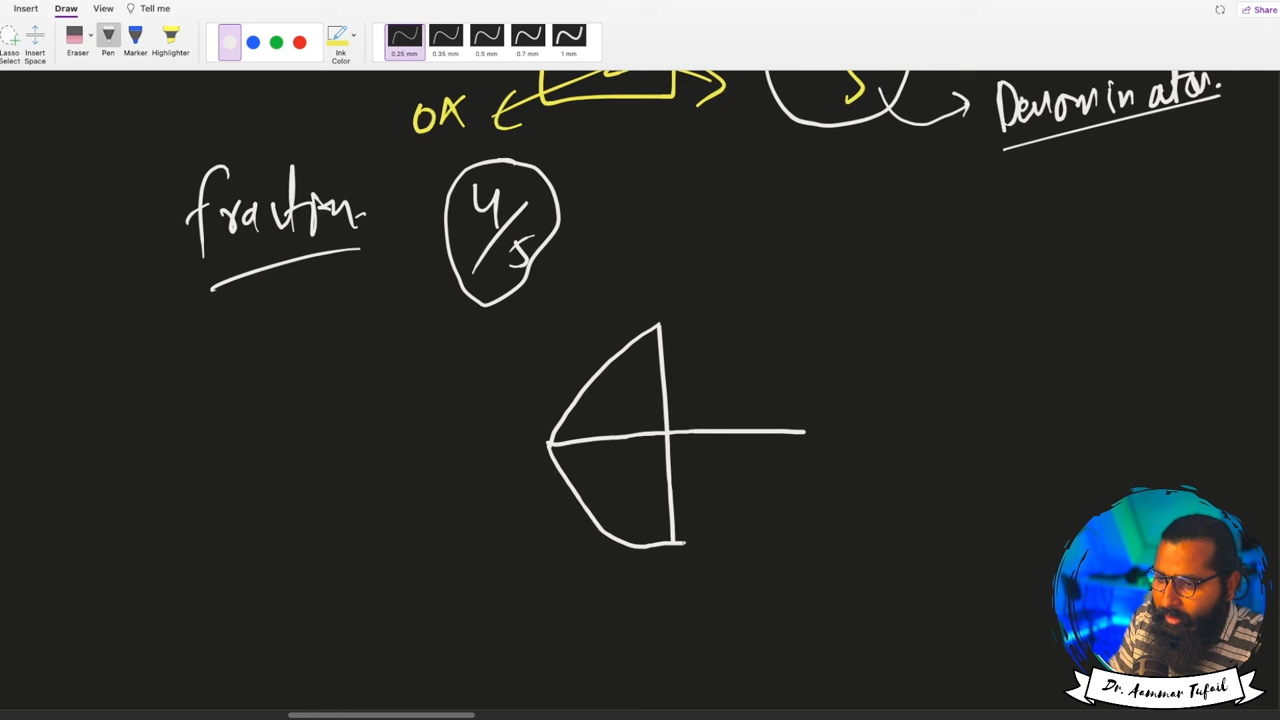 Insert Draw View Tell me
Share
Lasso Select
Insert Space
Eraser
Pen
Marker
Highlighter
Ink Color
0.25 mm
0.35 mm
0.5 mm
0.7 mm
1 mm
Denominator.
fraction
4/5
Dr. Aammar Tufail